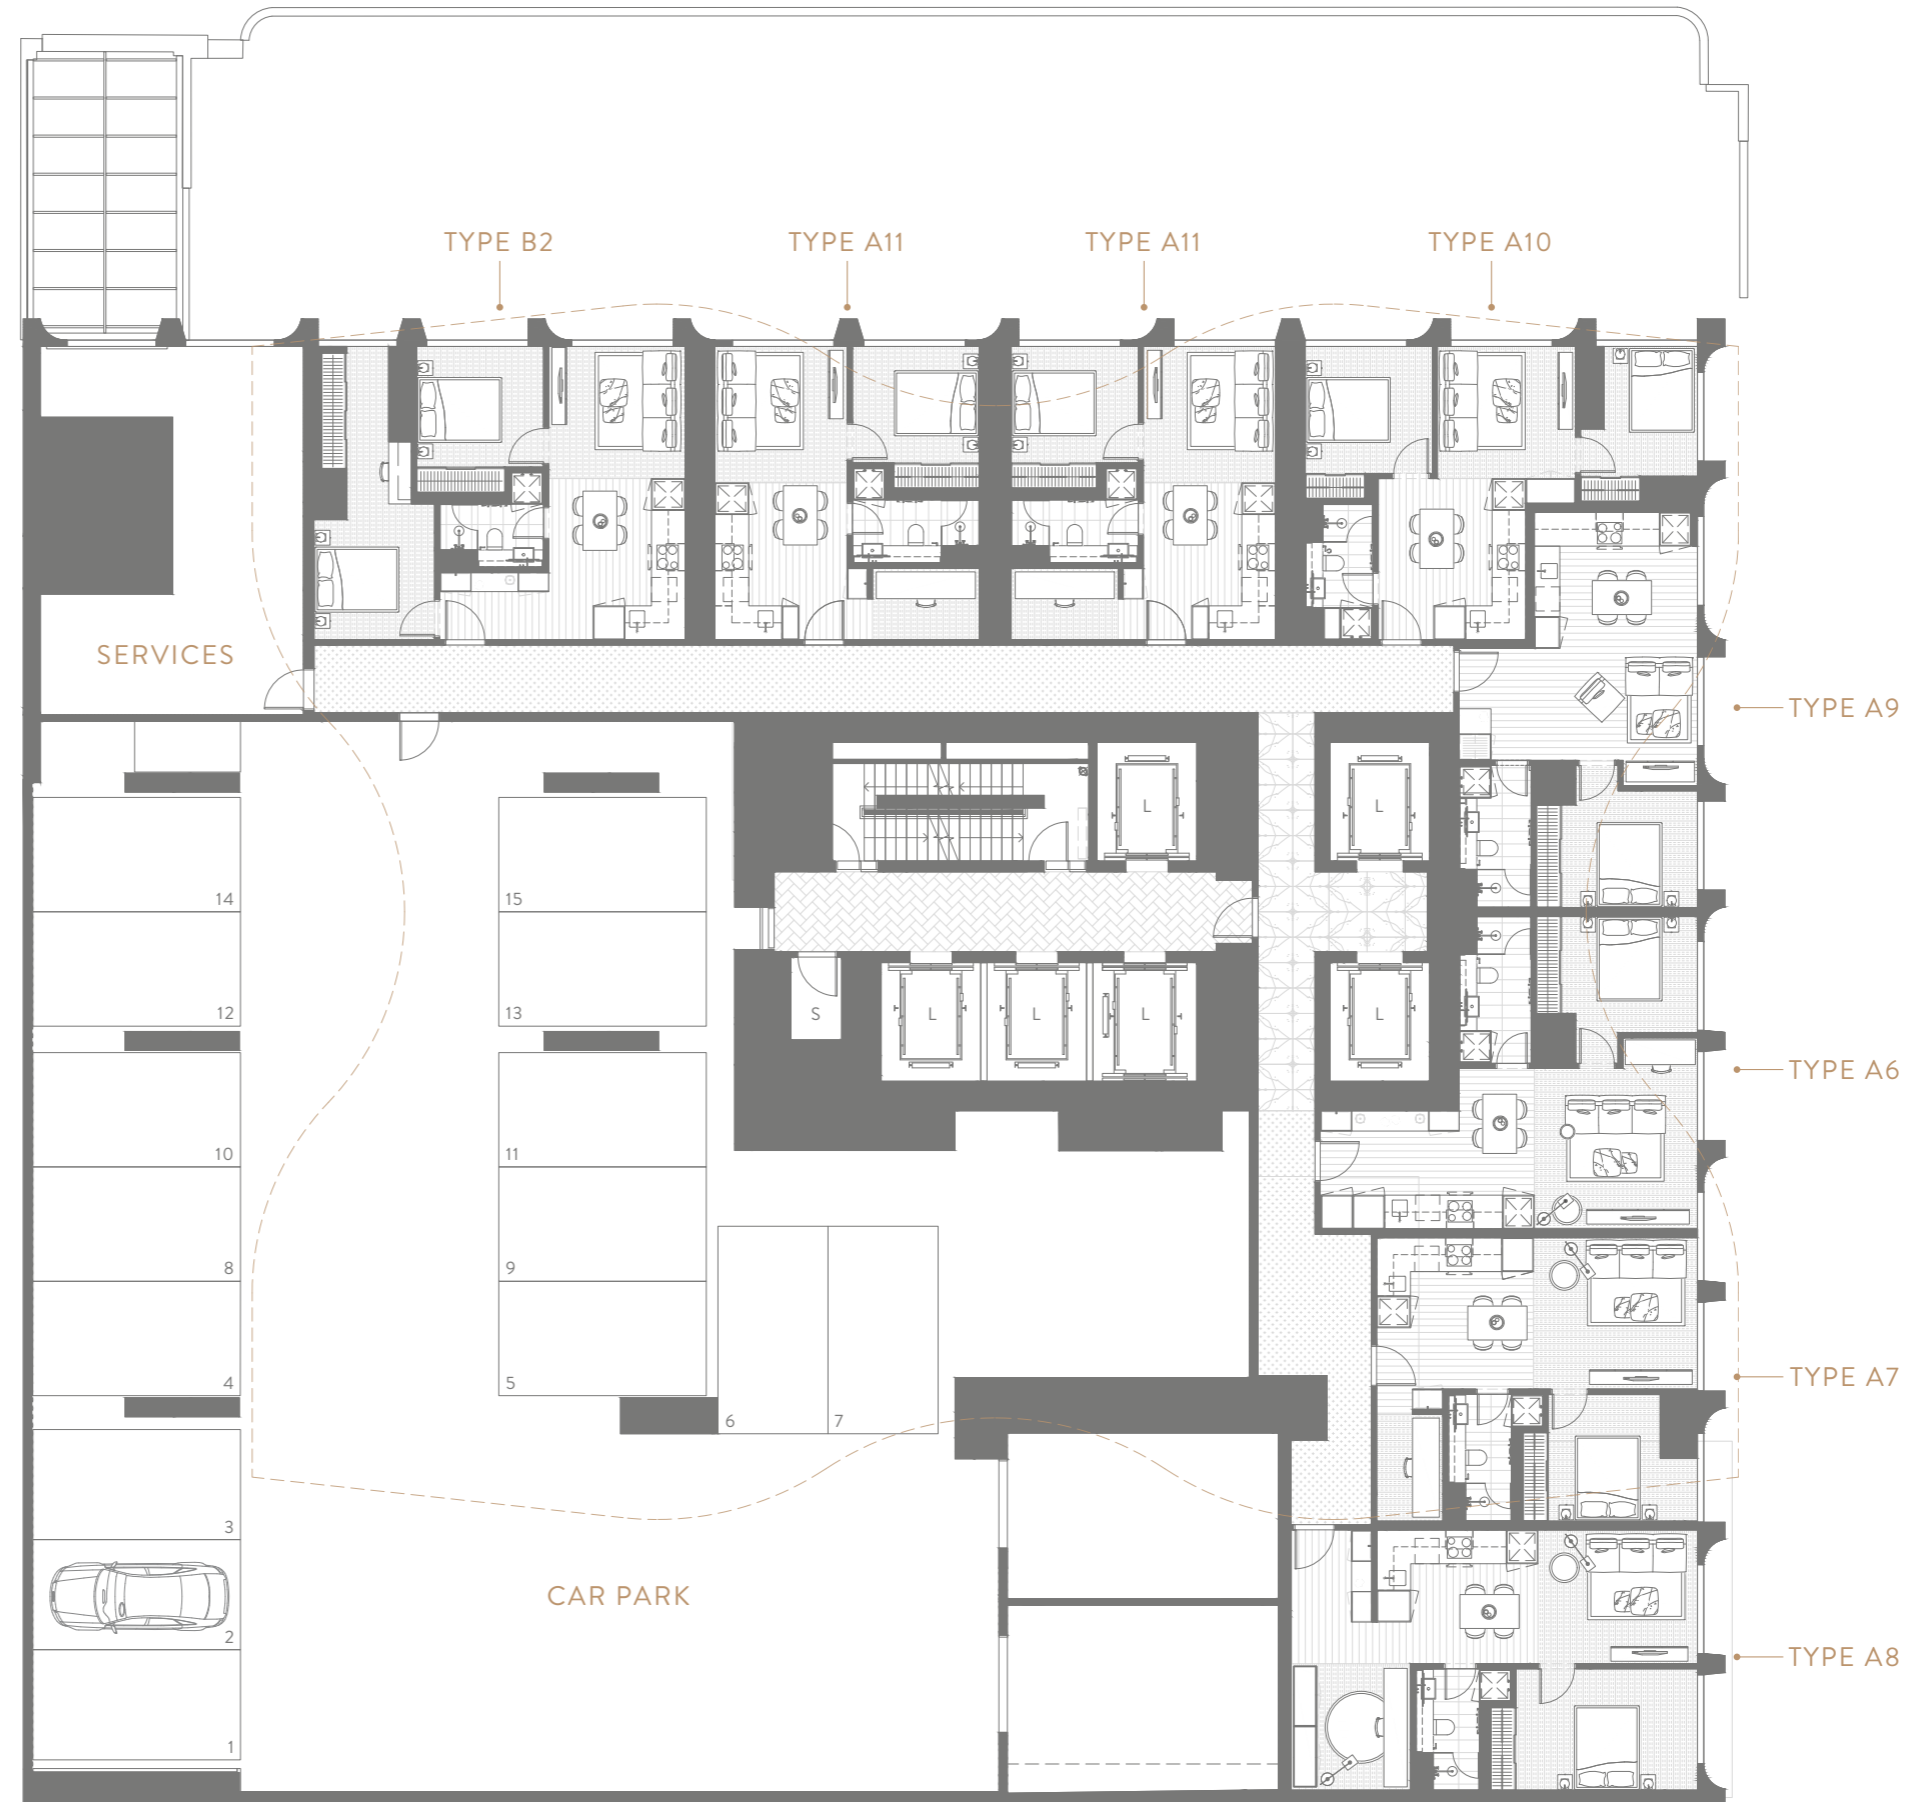 TYPE B2
TYPE A11
TYPE A11
TYPE A10
SERVICES
TYPE A9
L
L
14
15
12
13
S
L
L
L
L
TYPE A6
10
11
8
9
4
5
TYPE A7
6
7
3
CAR PARK
2
TYPE A8
1